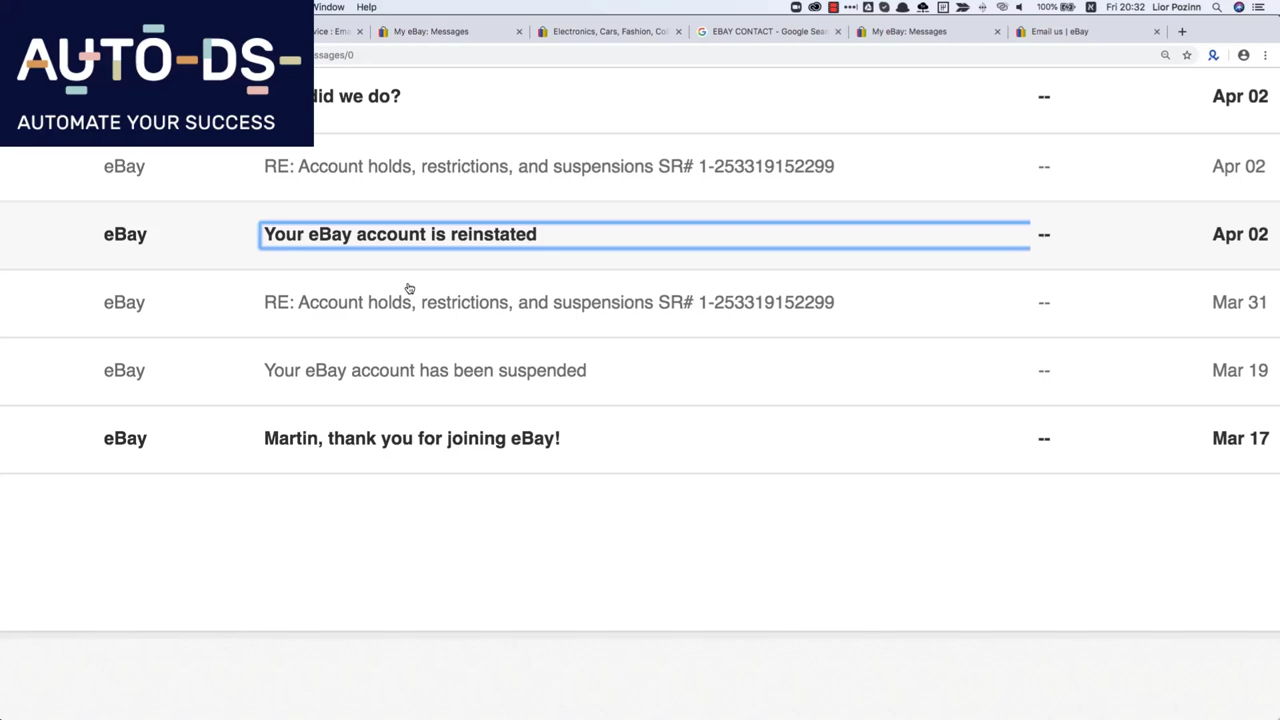 Window Help
100% Fri 20:32 Lior Pozinn
AUTO-DS
AUTOMATE YOUR SUCCESS
My eBay: Messages
Electronics, Cars, Fashion,
EBAY CONTACT - Google Sea
My eBay: Messages
Email us | eBay
ssages/0
did we do? -- Apr 02
eBay RE: Account holds, restrictions, and suspensions SR# 1-253319152299 -- Apr 02
eBay Your eBay account is reinstated -- Apr 02
eBay RE: Account holds, restrictions, and suspensions SR# 1-253319152299 -- Mar 31
eBay Your eBay account has been suspended -- Mar 19
eBay Martin, thank you for joining eBay! -- Mar 17